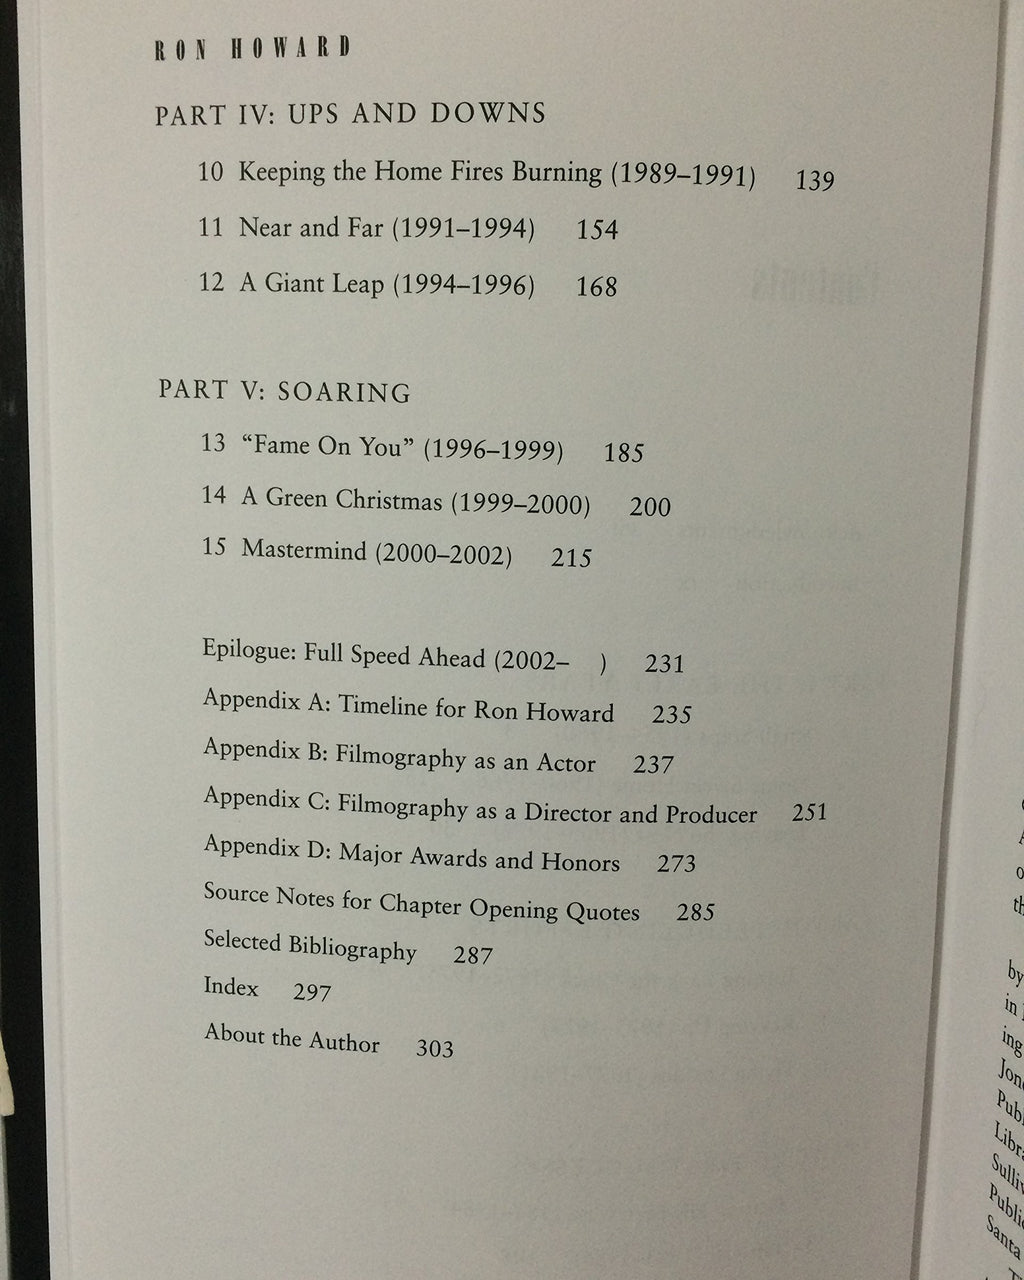 RON HOWARD
PART IV: UPS AND DOWNS
10 Keeping the Home Fires Burning (1989–1991) 139
11 Near and Far (1991–1994) 154
12 A Giant Leap (1994–1996) 168
PART V: SOARING
13 “Fame On You” (1996–1999) 185
14 A Green Christmas (1999–2000) 200
15 Mastermind (2000–2002) 215
Epilogue: Full Speed Ahead (2002– ) 231
Appendix A: Timeline for Ron Howard 235
Appendix B: Filmography as an Actor 237
Appendix C: Filmography as a Director and Producer 251
Appendix D: Major Awards and Honors 273
Source Notes for Chapter Opening Quotes 285
Selected Bibliography 287
Index 297
About the Author 303
by
in
ing
Santa